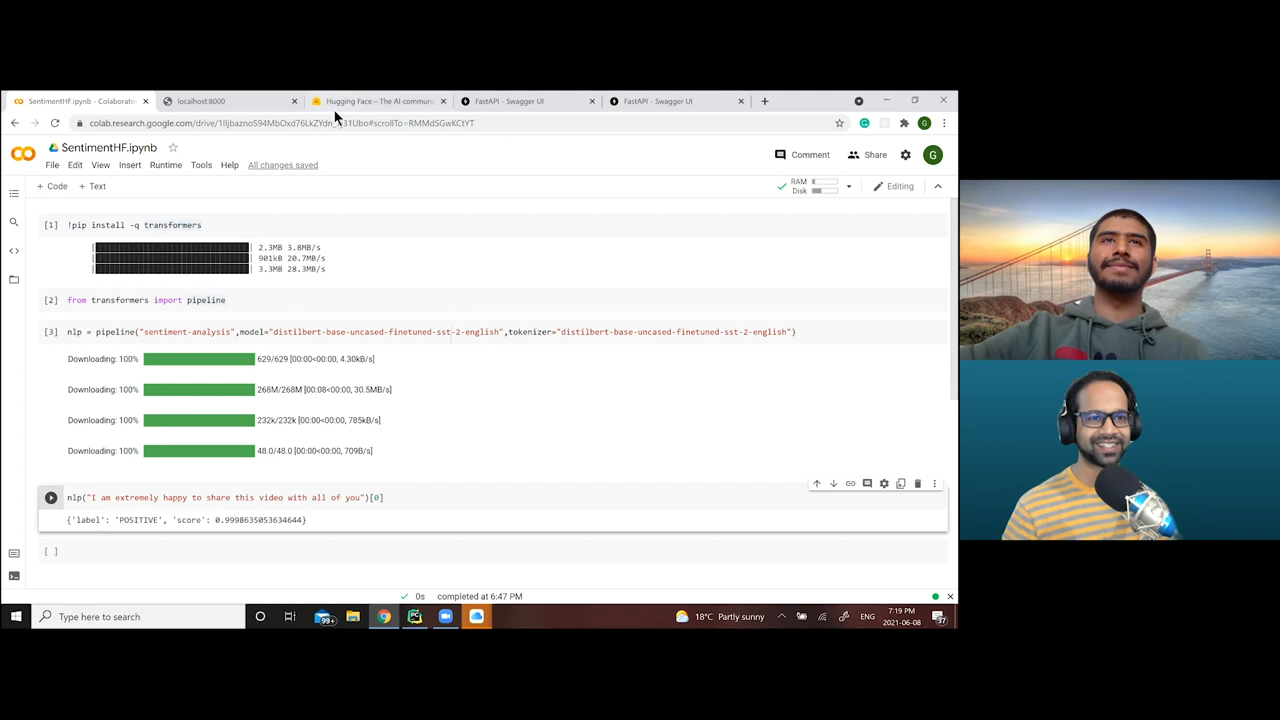 SentimentHF.ipynb - Colaborato
localhost:8000
Hugging Face – The AI commun
FastAPI - Swagger UI
FastAPI - Swagger UI
SentimentHF.ipynb
File Edit View Insert Runtime Tools Help All changes saved
Comment
Share
G
G
+ Code + Text
RAM
Disk
Editing
[1] !pip install -q transformers
2.3MB 3.8MB/s
901kB 20.7MB/s
3.3MB 28.3MB/s
[2] from transformers import pipeline
[3] nlp = pipeline("sentiment-analysis",model="distilbert-base-uncased-finetuned-sst-2-english",tokenizer="distilbert-base-uncased-finetuned-sst-2-english")
Downloading: 100% 629/629 [00:00<00:00, 4.30kB/s]
Downloading: 100% 268M/268M [00:08<00:00, 30.5MB/s]
Downloading: 100% 232k/232k [00:00<00:00, 785kB/s]
Downloading: 100% 48.0/48.0 [00:00<00:00, 709B/s]
nlp("I am extremely happy to share this video with all of you")[0]
{'label': 'POSITIVE', 'score': 0.9998635053634644}
[ ]
0s completed at 6:47 PM
Type here to search
99+
PC
18°C Partly sunny
ENG
7:19 PM
2021-06-08
37